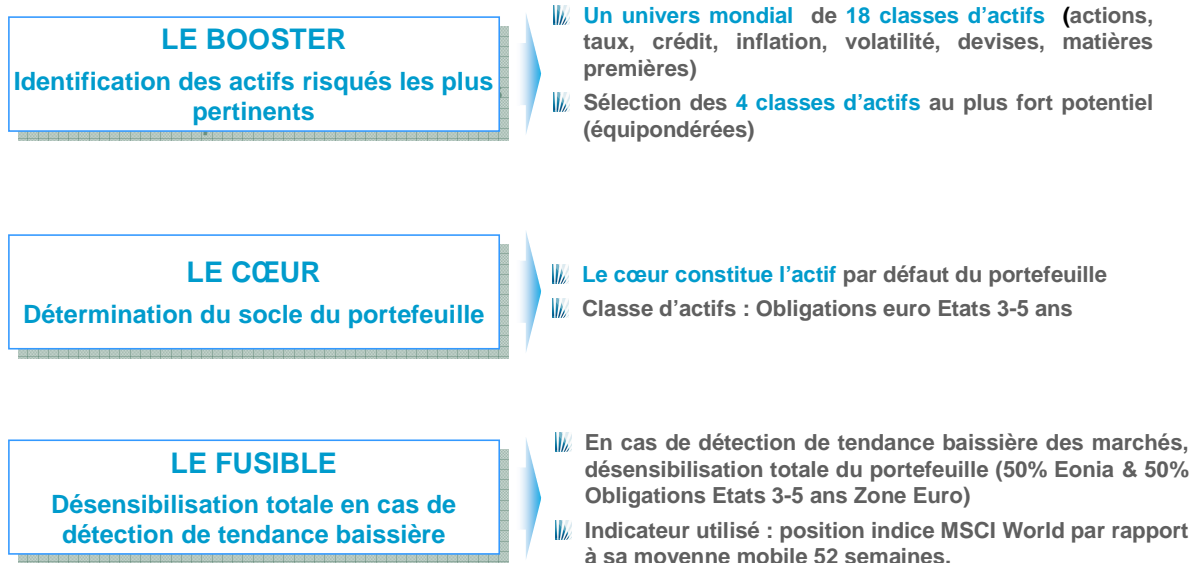 LE BOOSTER
Identification des actifs risqués les plus
pertinents
Un univers mondial de 18 classes d’actifs (actions,
taux, crédit, inflation, volatilité, devises, matières
premières)
Sélection des 4 classes d’actifs au plus fort potentiel
(équipondérées)
LE CŒUR
Détermination du socle du portefeuille
Le cœur constitue l’actif par défaut du portefeuille
Classe d’actifs : Obligations euro Etats 3-5 ans
LE FUSIBLE
Désensibilisation totale en cas de
détection de tendance baissière
En cas de détection de tendance baissière des marchés,
désensibilisation totale du portefeuille (50% Eonia & 50%
Obligations Etats 3-5 ans Zone Euro)
Indicateur utilisé : position indice MSCI World par rapport
à sa moyenne mobile 52 semaines.